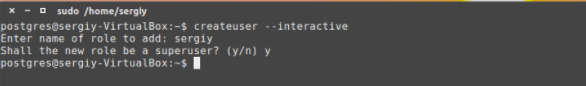 sudo /home/sergiy
postgres@sergiy-VirtualBox:~$ createuser --interactive
Enter name of role to add: sergiy
Shall the new role be a superuser? (y/n) y
postgres@sergiy-VirtualBox:~$